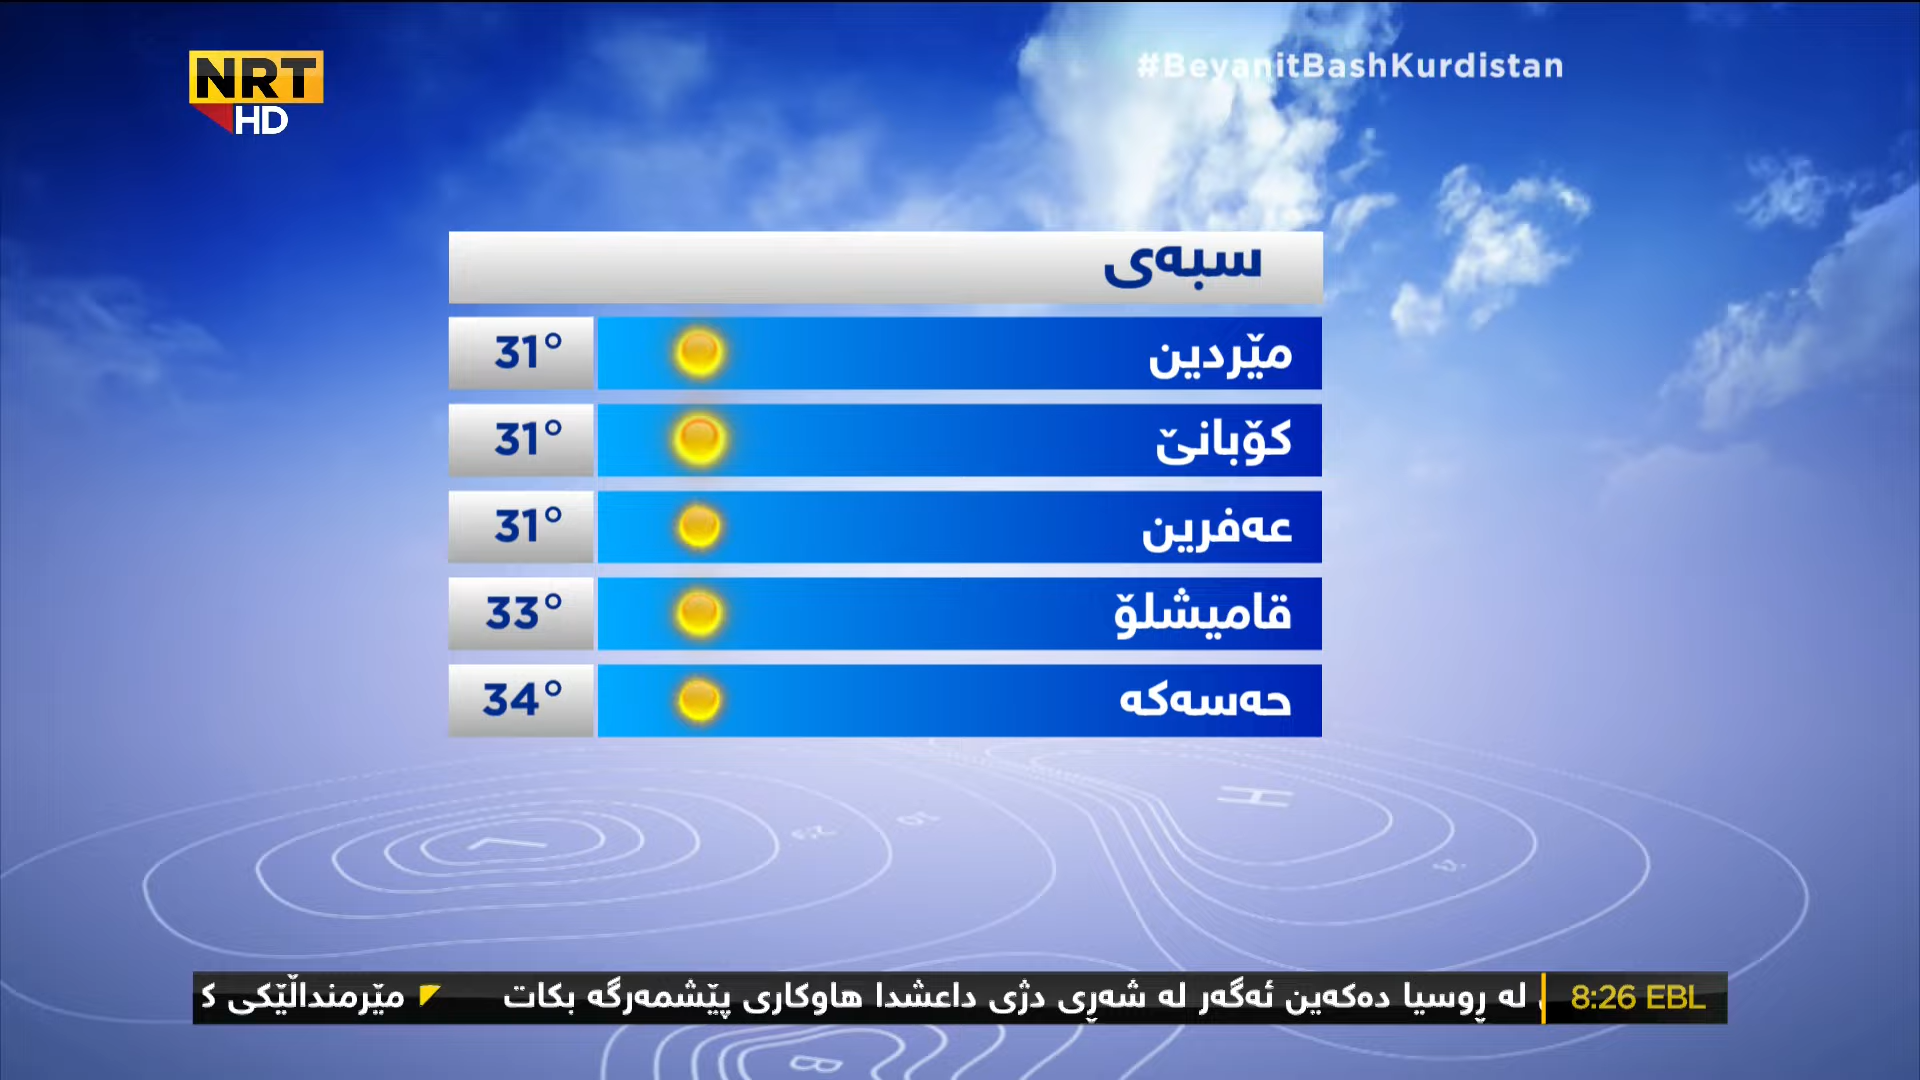 NRT
HD
#BeyanitBashKurdistan
سبەی
مێردین 31°
کۆبانێ 31°
عەفرین 31°
قامیشلۆ 33°
حەسەکە 34°
8:26 EBL
لە ڕوسیا دەکەین ئەگەر لە شەڕی دژی داعشدا هاوکاری پێشمەرگە بکات
مێرمنداڵێکی
H
B